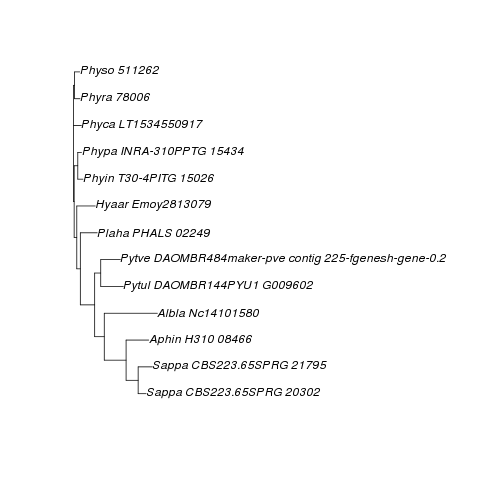 Physo 511262
Phyra 78006
Phyca LT1534550917
Phypa INRA-310PPTG 15434
Phyin T30-4PITG 15026
Hyaar Emoy2813079
Plaha PHALS 02249
Pytve DAOMBR484maker-pve contig 225-fgenesh-gene-0.2
Pytul DAOMBR144PYU1 G009602
Albla Nc14101580
Aphin H310 08466
Sappa CBS223.65SPRG 21795
Sappa CBS223.65SPRG 20302